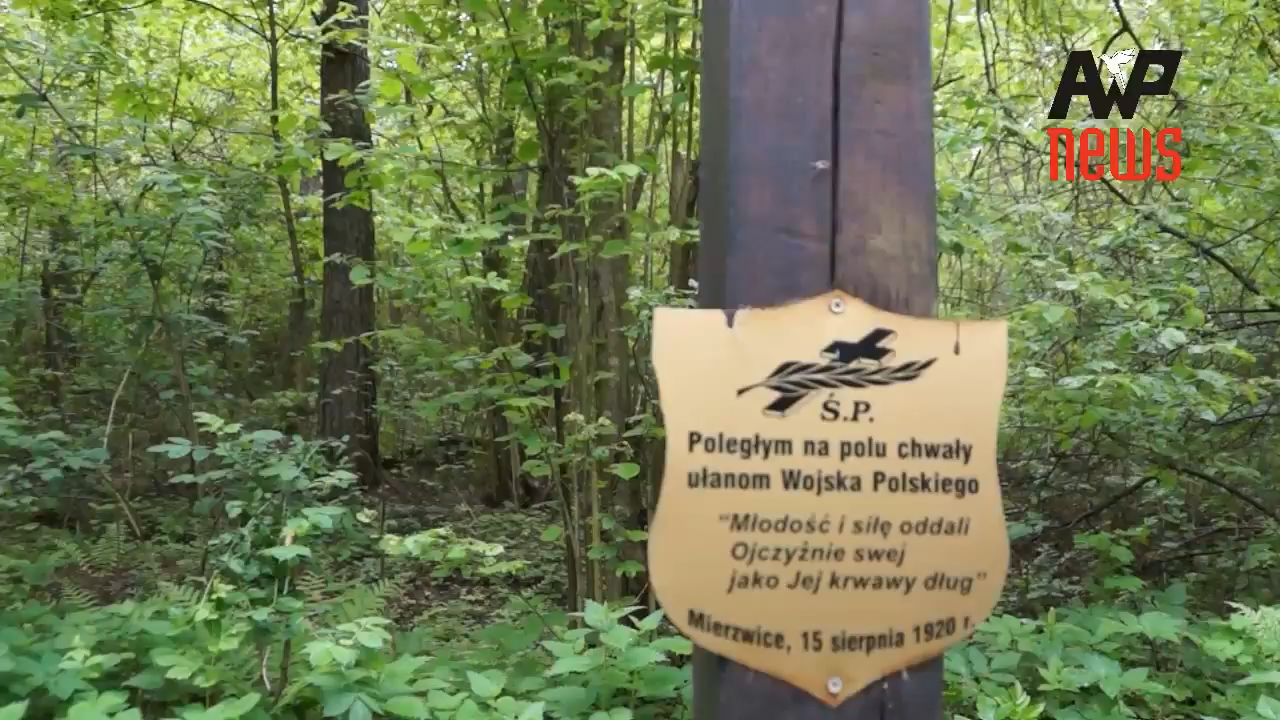 AWP
news
Ś.P.
Poległym na polu chwały
ułanom Wojska Polskiego
"Młodość i siłę oddali
Ojczyźnie swej
jako Jej krwawy dług"
Mierzwice, 15 sierpnia 1920 r.